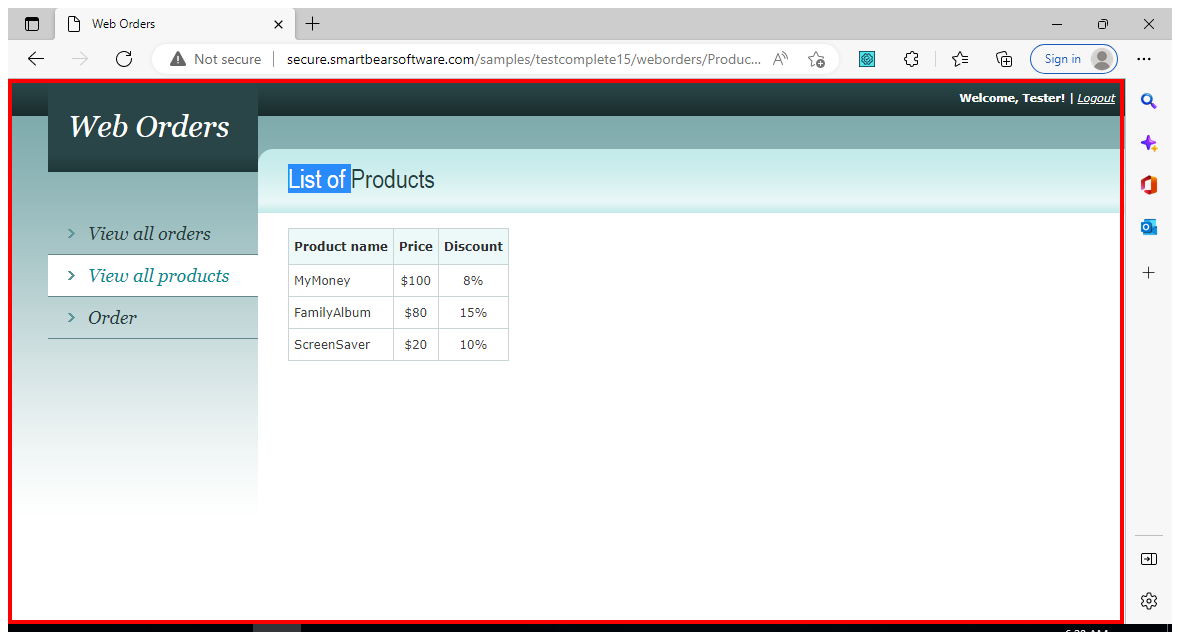 Web Orders
Not secure secure.smartbearsoftware.com/samples/testcomplete15/weborders/Produc... Sign in
Welcome, Tester! | Logout
Web Orders
List of Products
View all orders
View all products
Order
Product name Price Discount
MyMoney $100 8%
FamilyAlbum $80 15%
ScreenSaver $20 10%